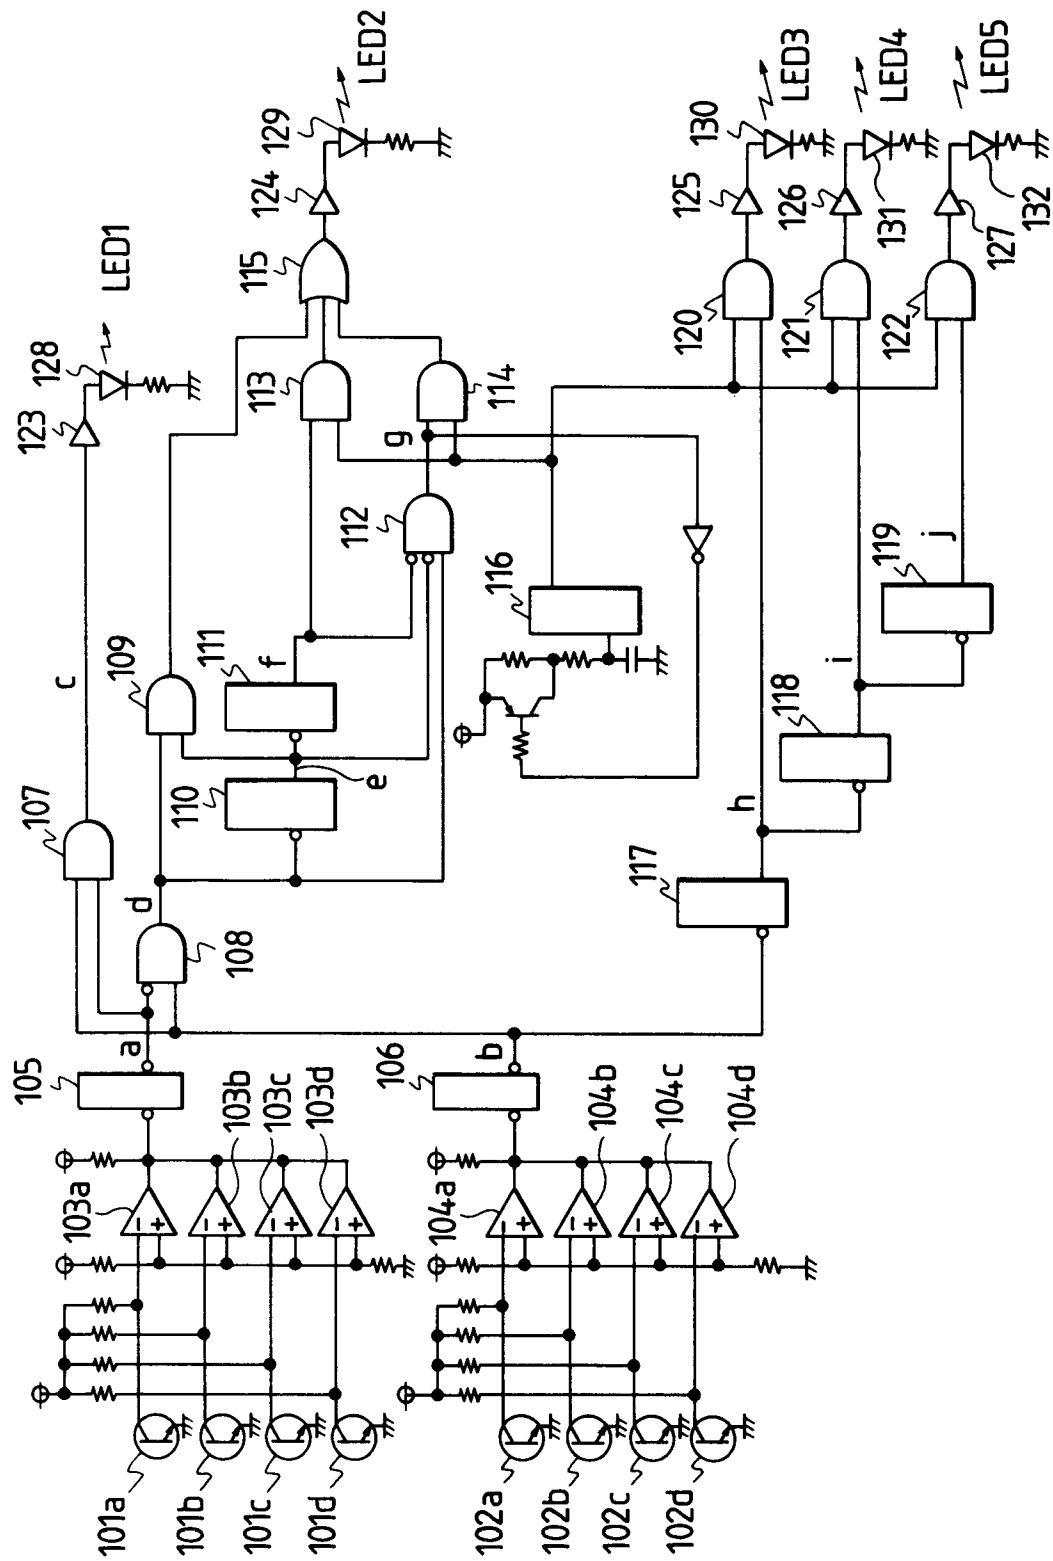 101a
101b
101c
101d
102a
102b
102c
102d
103a
103b
103c
103d
104a
104b
104c
104d
-
+
-
+
-
+
-
+
-
+
-
+
-
+
-
+
105
106
a
b
107
108
c
d
109
110
111
e
f
112
g
113
114
115
116
117
118
119
h
i
j
120
121
122
123
124
125
126
127
128
129
130
131
132
LED1
LED2
LED3
LED4
LED5